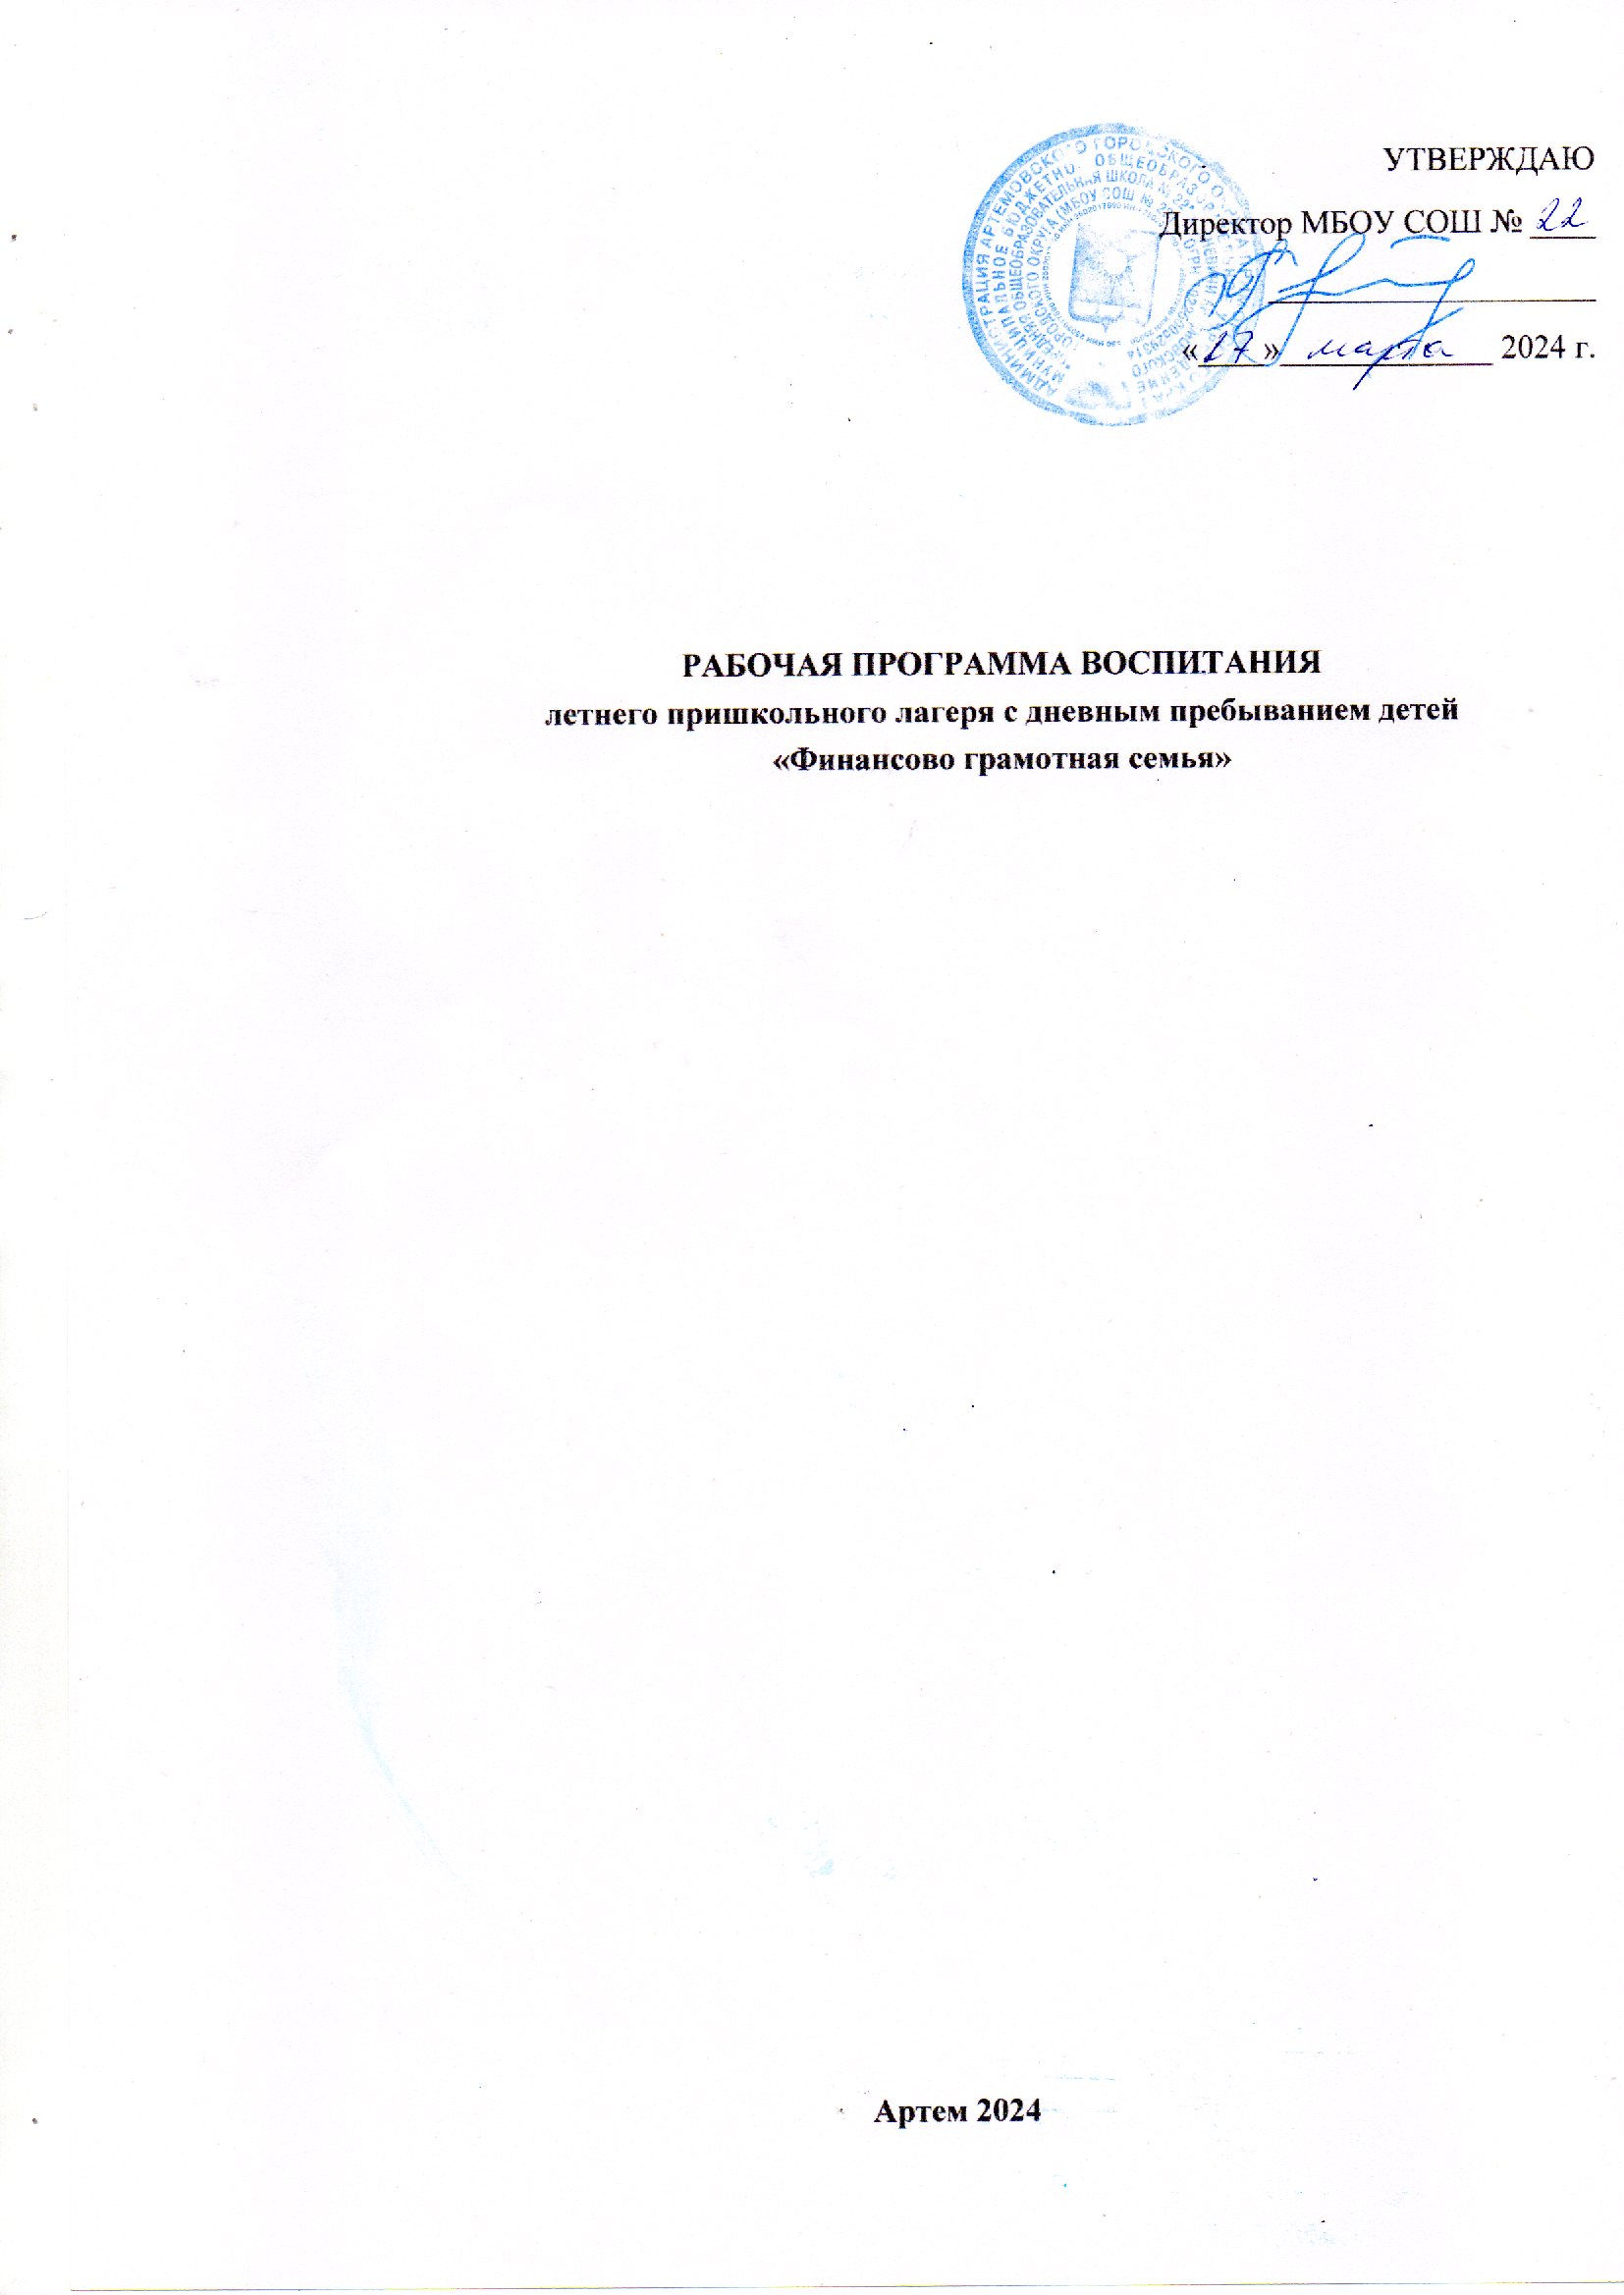 УТВЕРЖДАЮ
Директор МБОУ СОШ № 22
«27» марта 2024 г.
РАБОЧАЯ ПРОГРАММА ВОСПИТАНИЯ
летнего пришкольного лагеря с дневным пребыванием детей
«Финансово грамотная семья»
Артем 2024